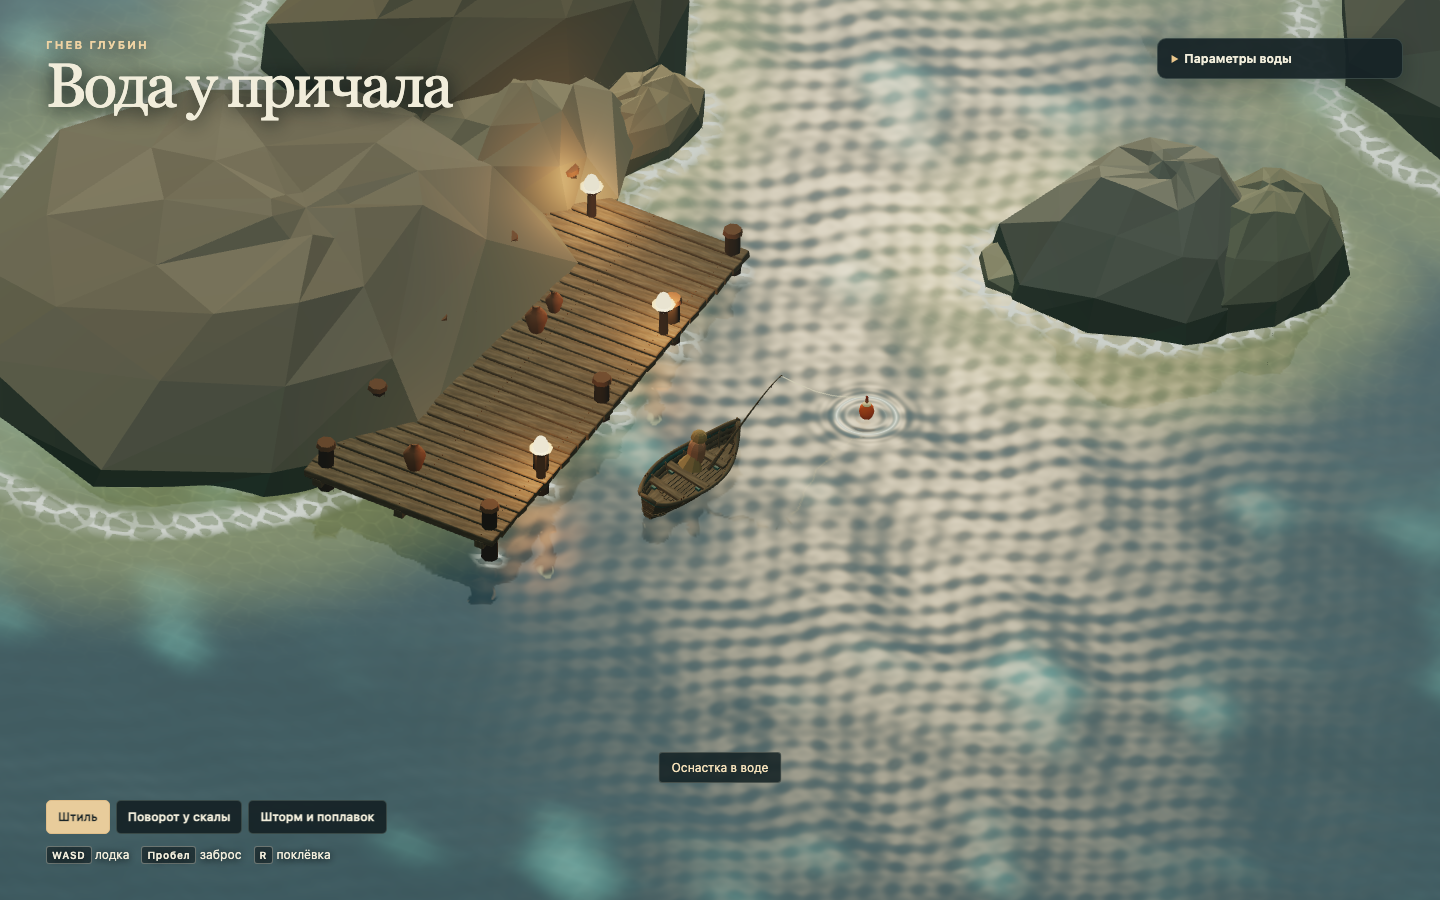 ГНЕВ ГЛУБИН
Вода у причала
Параметры воды
Оснастка в воде
Штиль
Поворот у скалы
Шторм и поплавок
WASD лодка Пробел заброс R поклёвка